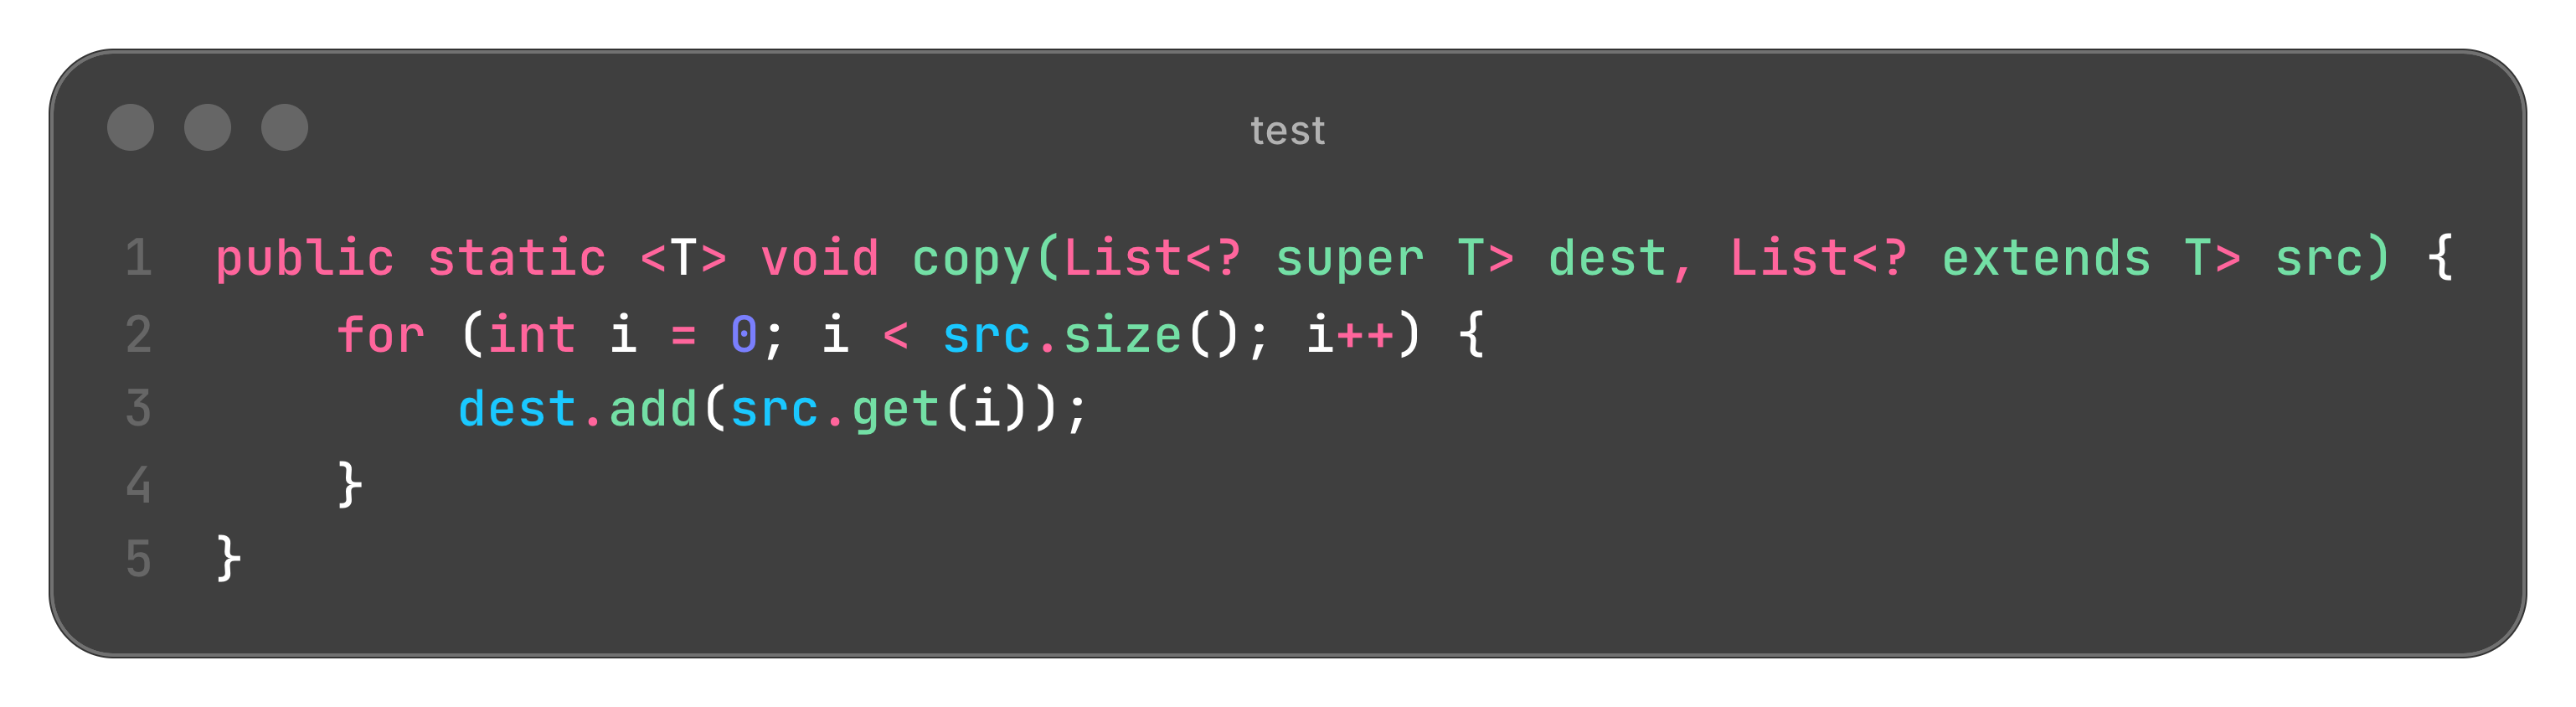 test
1 public static <T> void copy(List<? super T> dest, List<? extends T> src) {
2     for (int i = 0; i < src.size(); i++) {
3         dest.add(src.get(i));
4     }
5 }